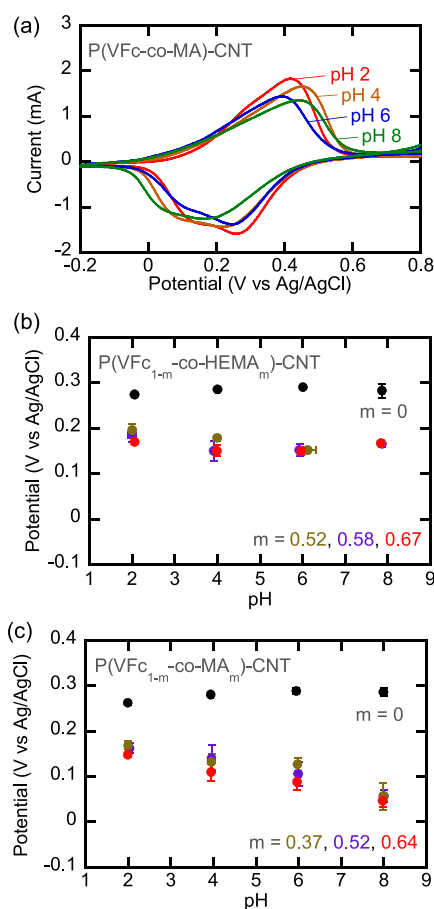 (a)
P(VFc-co-MA)-CNT
pH 2
pH 4
pH 6
pH 8
Current (mA)
3
2
1
0
-1
-2
-0.2 0 0.2 0.4 0.6 0.8
Potential (V vs Ag/AgCl)
(b)
P(VFc1-m-co-HEMAm)-CNT
m = 0
m = 0.52, 0.58, 0.67
Potential (V vs Ag/AgCl)
0.4
0.3
0.2
0.1
0
-0.1
1 2 3 4 5 6 7 8 9
pH
(c)
P(VFc1-m-co-MAm)-CNT
m = 0
m = 0.37, 0.52, 0.64
Potential (V vs Ag/AgCl)
0.4
0.3
0.2
0.1
0
-0.1
1 2 3 4 5 6 7 8 9
pH